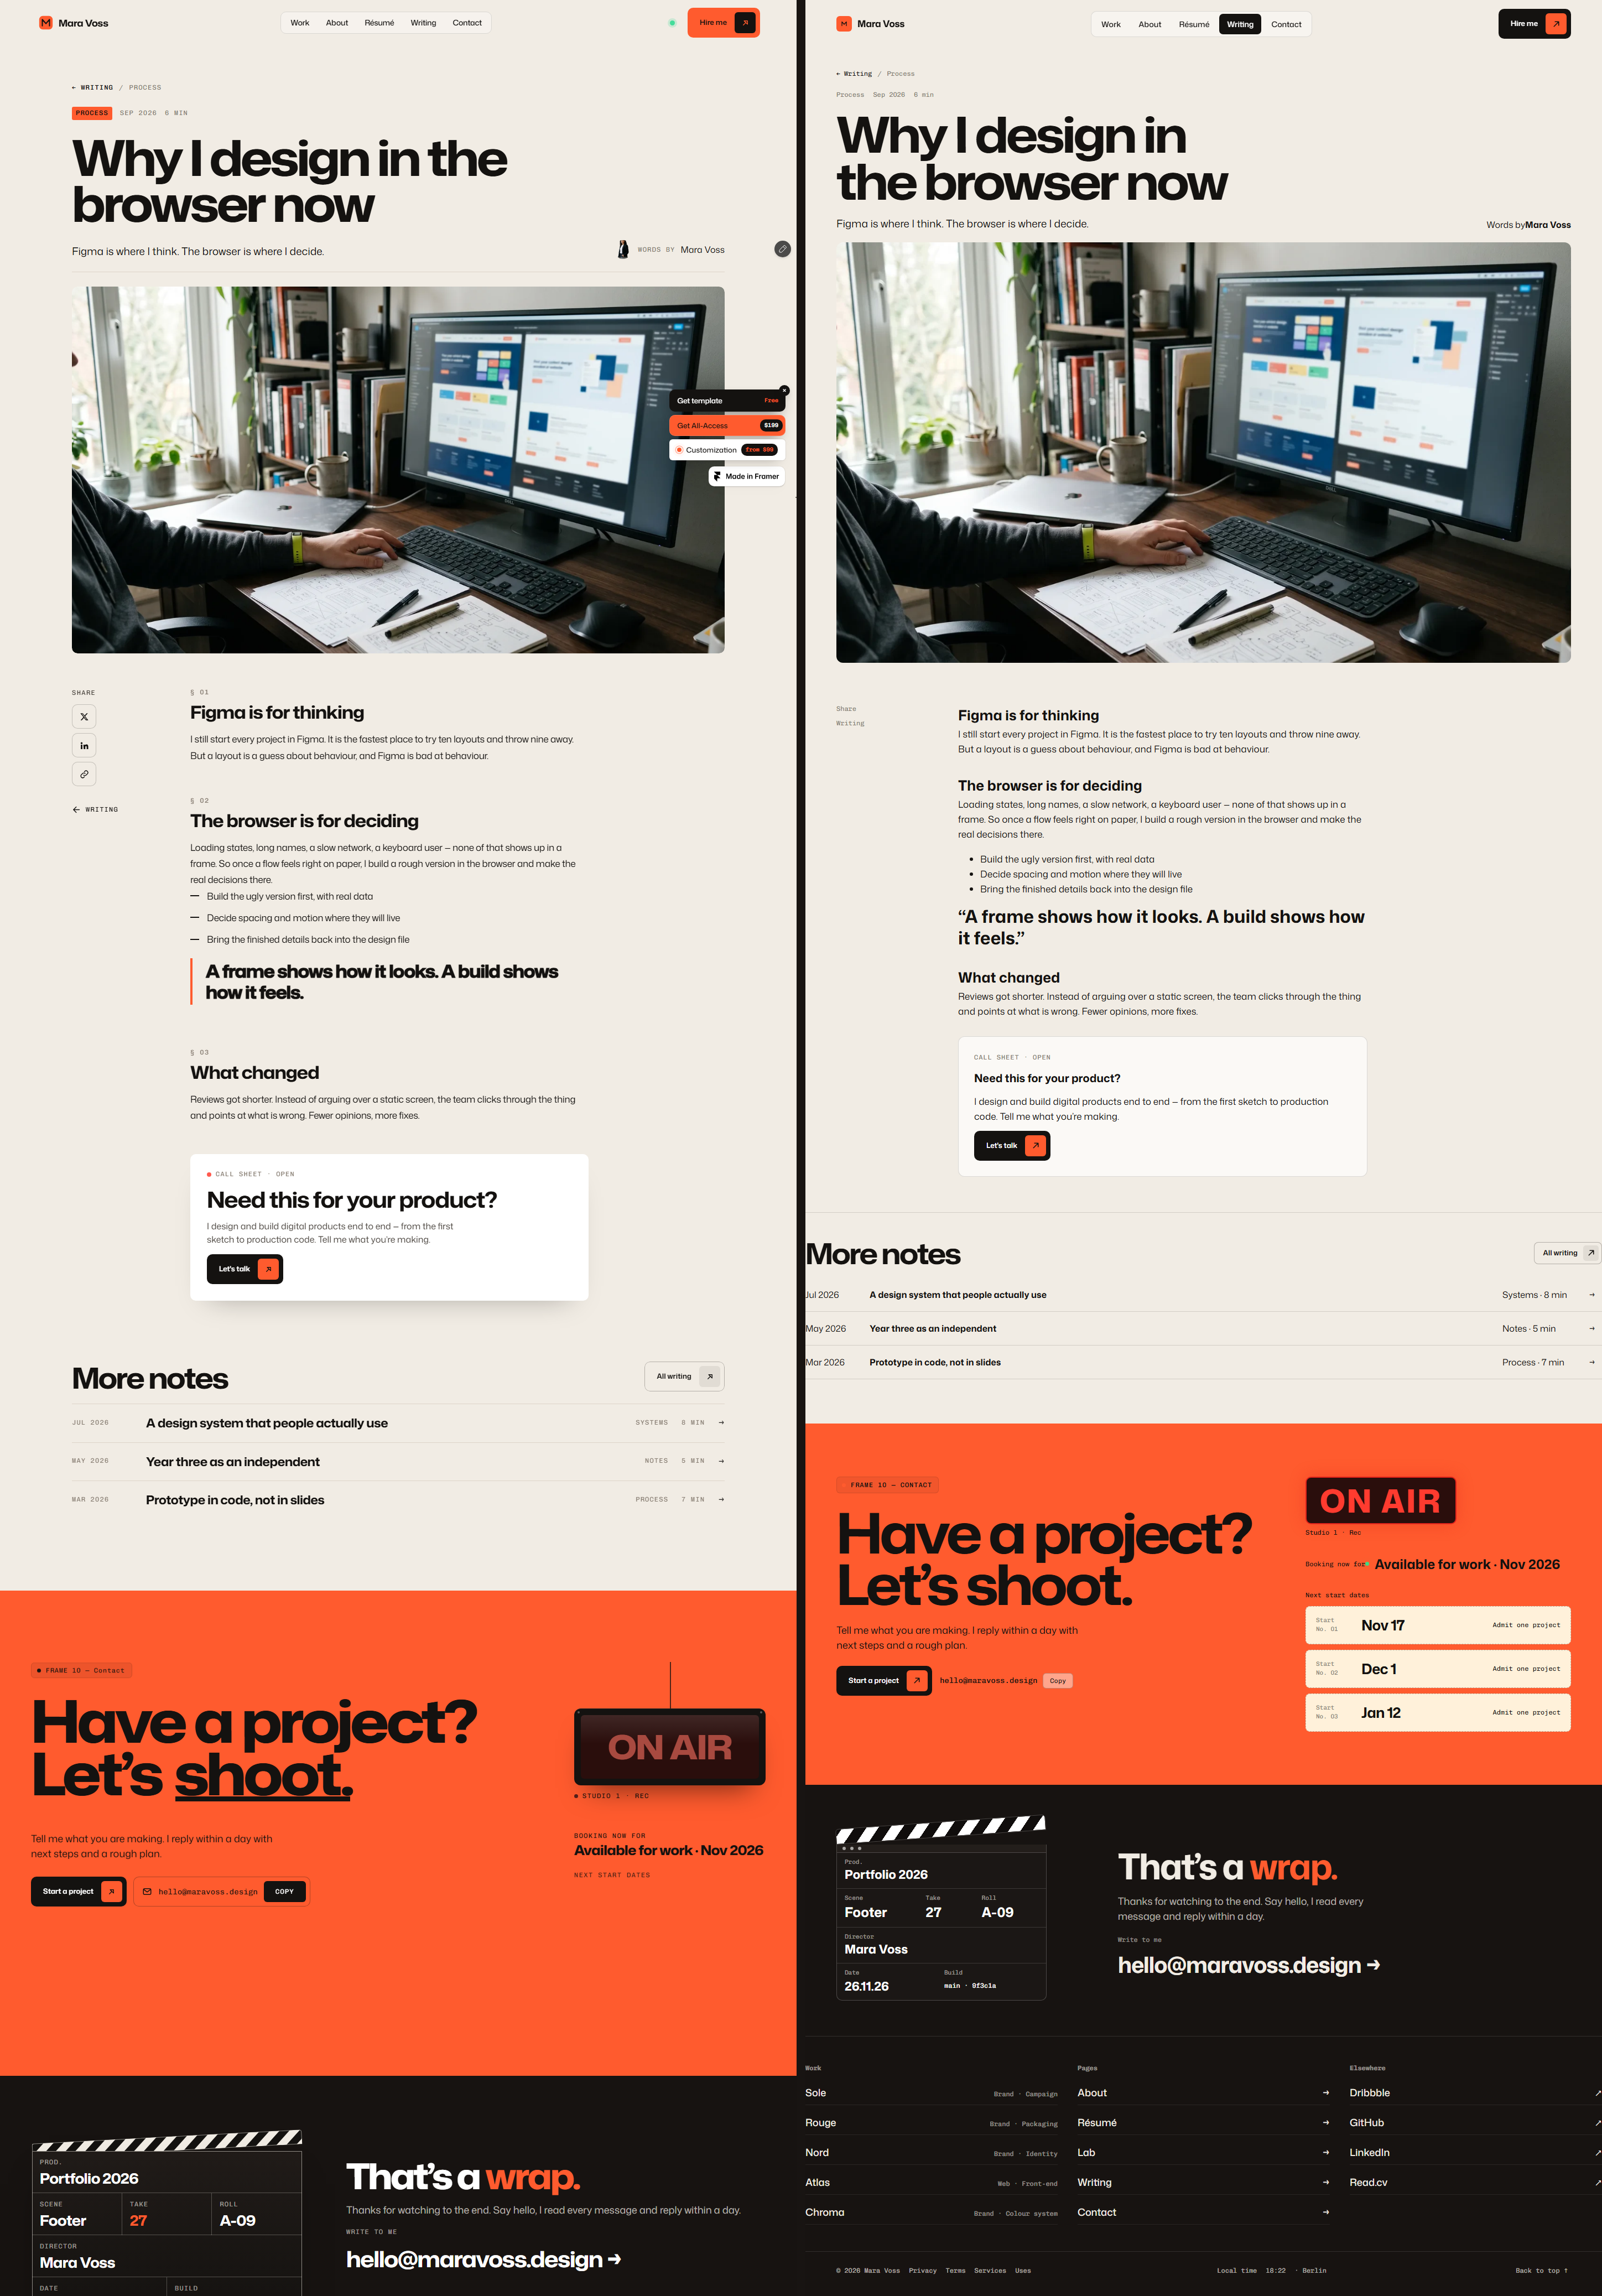 Mara Voss
Work About Résumé Writing Contact
Hire me
← WRITING / PROCESS
PROCESS SEP 2026 6 MIN
Why I design in the
browser now
Figma is where I think. The browser is where I decide.
WORDS BY Mara Voss
Get template Free
Get All-Access $199
Customization from $99
Made in Framer
SHARE
← WRITING
§ 01
Figma is for thinking
I still start every project in Figma. It is the fastest place to try ten layouts and throw nine away.
But a layout is a guess about behaviour, and Figma is bad at behaviour.
§ 02
The browser is for deciding
Loading states, long names, a slow network, a keyboard user — none of that shows up in a
frame. So once a flow feels right on paper, I build a rough version in the browser and make the
real decisions there.
— Build the ugly version first, with real data
— Decide spacing and motion where they will live
— Bring the finished details back into the design file
A frame shows how it looks. A build shows
how it feels.
§ 03
What changed
Reviews got shorter. Instead of arguing over a static screen, the team clicks through the thing
and points at what is wrong. Fewer opinions, more fixes.
CALL SHEET · OPEN
Need this for your product?
I design and build digital products end to end — from the first
sketch to production code. Tell me what you're making.
Let's talk
More notes
All writing
JUL 2026 A design system that people actually use SYSTEMS 8 MIN →
MAY 2026 Year three as an independent NOTES 5 MIN →
MAR 2026 Prototype in code, not in slides PROCESS 7 MIN →
FRAME 10 — Contact
Have a project?
Let's shoot.
Tell me what you are making. I reply within a day with
next steps and a rough plan.
Start a project
hello@maravoss.design COPY
ON AIR
STUDIO 1 · REC
BOOKING NOW FOR
Available for work · Nov 2026
NEXT START DATES
PROD.
Portfolio 2026
SCENE TAKE ROLL
Footer 27 A-09
DIRECTOR
Mara Voss
DATE BUILD
That's a wrap.
Thanks for watching to the end. Say hello, I read every message and reply within a day.
WRITE TO ME
hello@maravoss.design →
Mara Voss
Work About Résumé Writing Contact
Hire me
← Writing / Process
Process Sep 2026 6 min
Why I design in
the browser now
Figma is where I think. The browser is where I decide.
Words byMara Voss
Share
Writing
Figma is for thinking
I still start every project in Figma. It is the fastest place to try ten layouts and throw nine away.
But a layout is a guess about behaviour, and Figma is bad at behaviour.
The browser is for deciding
Loading states, long names, a slow network, a keyboard user — none of that shows up in a
frame. So once a flow feels right on paper, I build a rough version in the browser and make the
real decisions there.
• Build the ugly version first, with real data
• Decide spacing and motion where they will live
• Bring the finished details back into the design file
“A frame shows how it looks. A build shows how
it feels.”
What changed
Reviews got shorter. Instead of arguing over a static screen, the team clicks through the thing
and points at what is wrong. Fewer opinions, more fixes.
CALL SHEET · OPEN
Need this for your product?
I design and build digital products end to end — from the first sketch to production
code. Tell me what you're making.
Let's talk
More notes
All writing
Jul 2026 A design system that people actually use Systems · 8 min →
May 2026 Year three as an independent Notes · 5 min →
Mar 2026 Prototype in code, not in slides Process · 7 min →
FRAME 10 — CONTACT
Have a project?
Let's shoot.
Tell me what you are making. I reply within a day with
next steps and a rough plan.
Start a project
hello@maravoss.design Copy
ON AIR
Studio 1 · Rec
Booking now for Available for work · Nov 2026
Next start dates
Start
No. 01
Nov 17
Admit one project
Start
No. 02
Dec 1
Admit one project
Start
No. 03
Jan 12
Admit one project
Prod.
Portfolio 2026
Scene Take Roll
Footer 27 A-09
Director
Mara Voss
Date Build
26.11.26 main · 9f3c1a
That's a wrap.
Thanks for watching to the end. Say hello, I read every
message and reply within a day.
Write to me
hello@maravoss.design →
Work
Sole Brand · Campaign
Rouge Brand · Packaging
Nord Brand · Identity
Atlas Web · Front-end
Chroma Brand · Colour system
Pages
About →
Résumé →
Lab →
Writing →
Contact →
Elsewhere
Dribbble ↗
GitHub ↗
LinkedIn ↗
Read.cv ↗
© 2026 Mara Voss Privacy Terms Services Uses
Local time 18:22 · Berlin
Back to top ↑